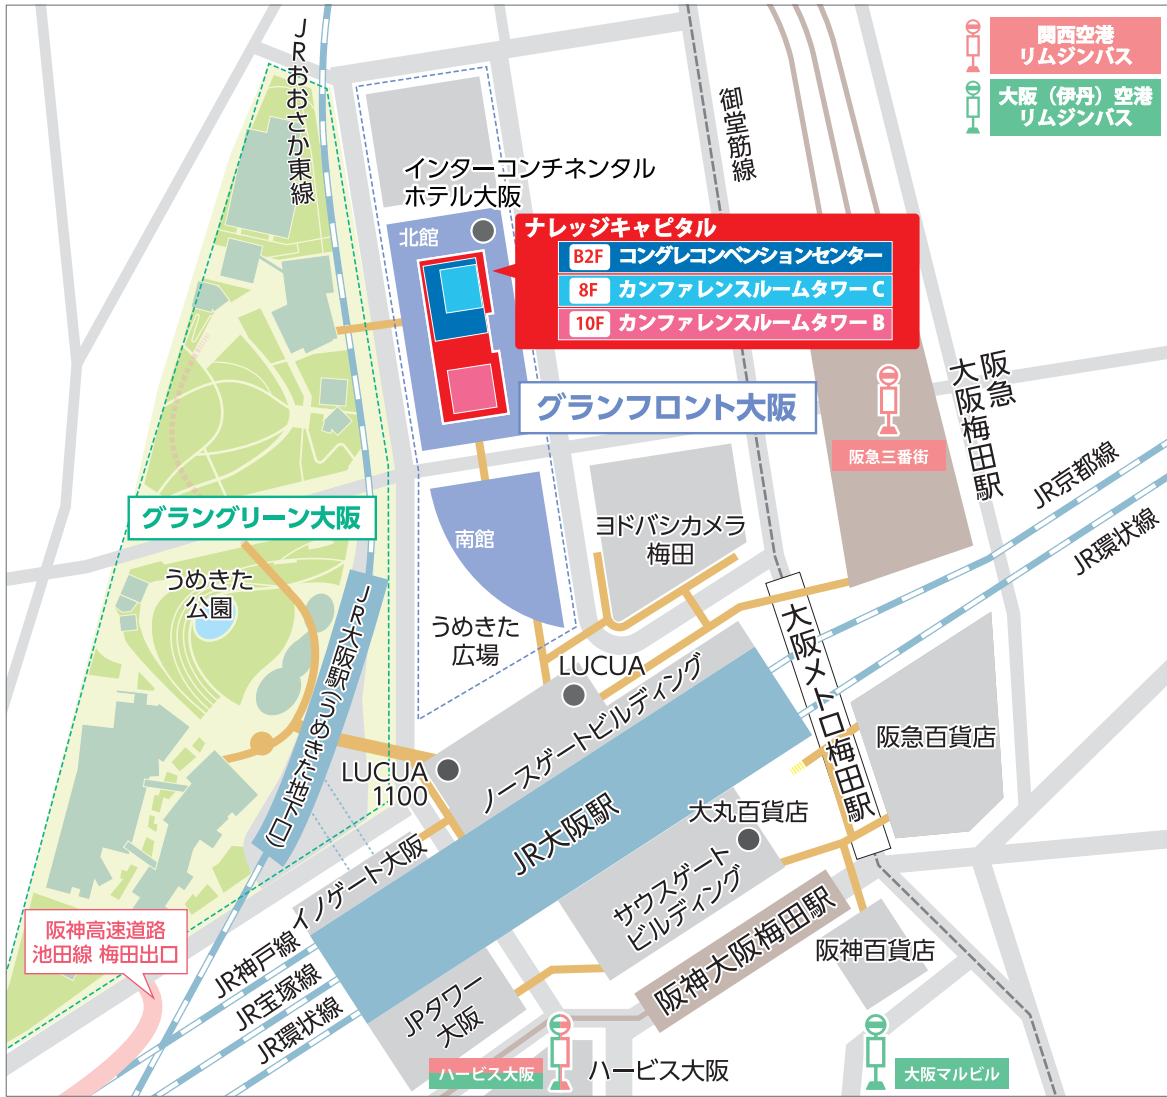 関西空港
リムジンバス
大阪（伊丹）空港
リムジンバス
JRおおさか東線
御堂筋線
インターコンチネンタル
ホテル大阪
北館
ナレッジキャピタル
B2F コングレコンベンションセンター
8F カンファレンスルームタワーC
10F カンファレンスルームタワーB
グランフロント大阪
阪急
大阪梅田駅
阪急三番街
JR京都線
JR環状線
グラングリーン大阪
南館
ヨドバシカメラ
梅田
うめきた
公園
うめきた
広場
JR大阪駅(うめきた地下口)
LUCUA
ノースゲートビルディング
大阪メトロ梅田駅
阪急百貨店
LUCUA
1100
JR大阪駅
大丸百貨店
イノゲート大阪
サウスゲート
ビルディング
阪神大阪梅田駅
阪神百貨店
阪神高速道路
池田線 梅田出口
JR神戸線
JR宝塚線
JR環状線
JPタワー
大阪
ハービス大阪
ハービス大阪
大阪マルビル